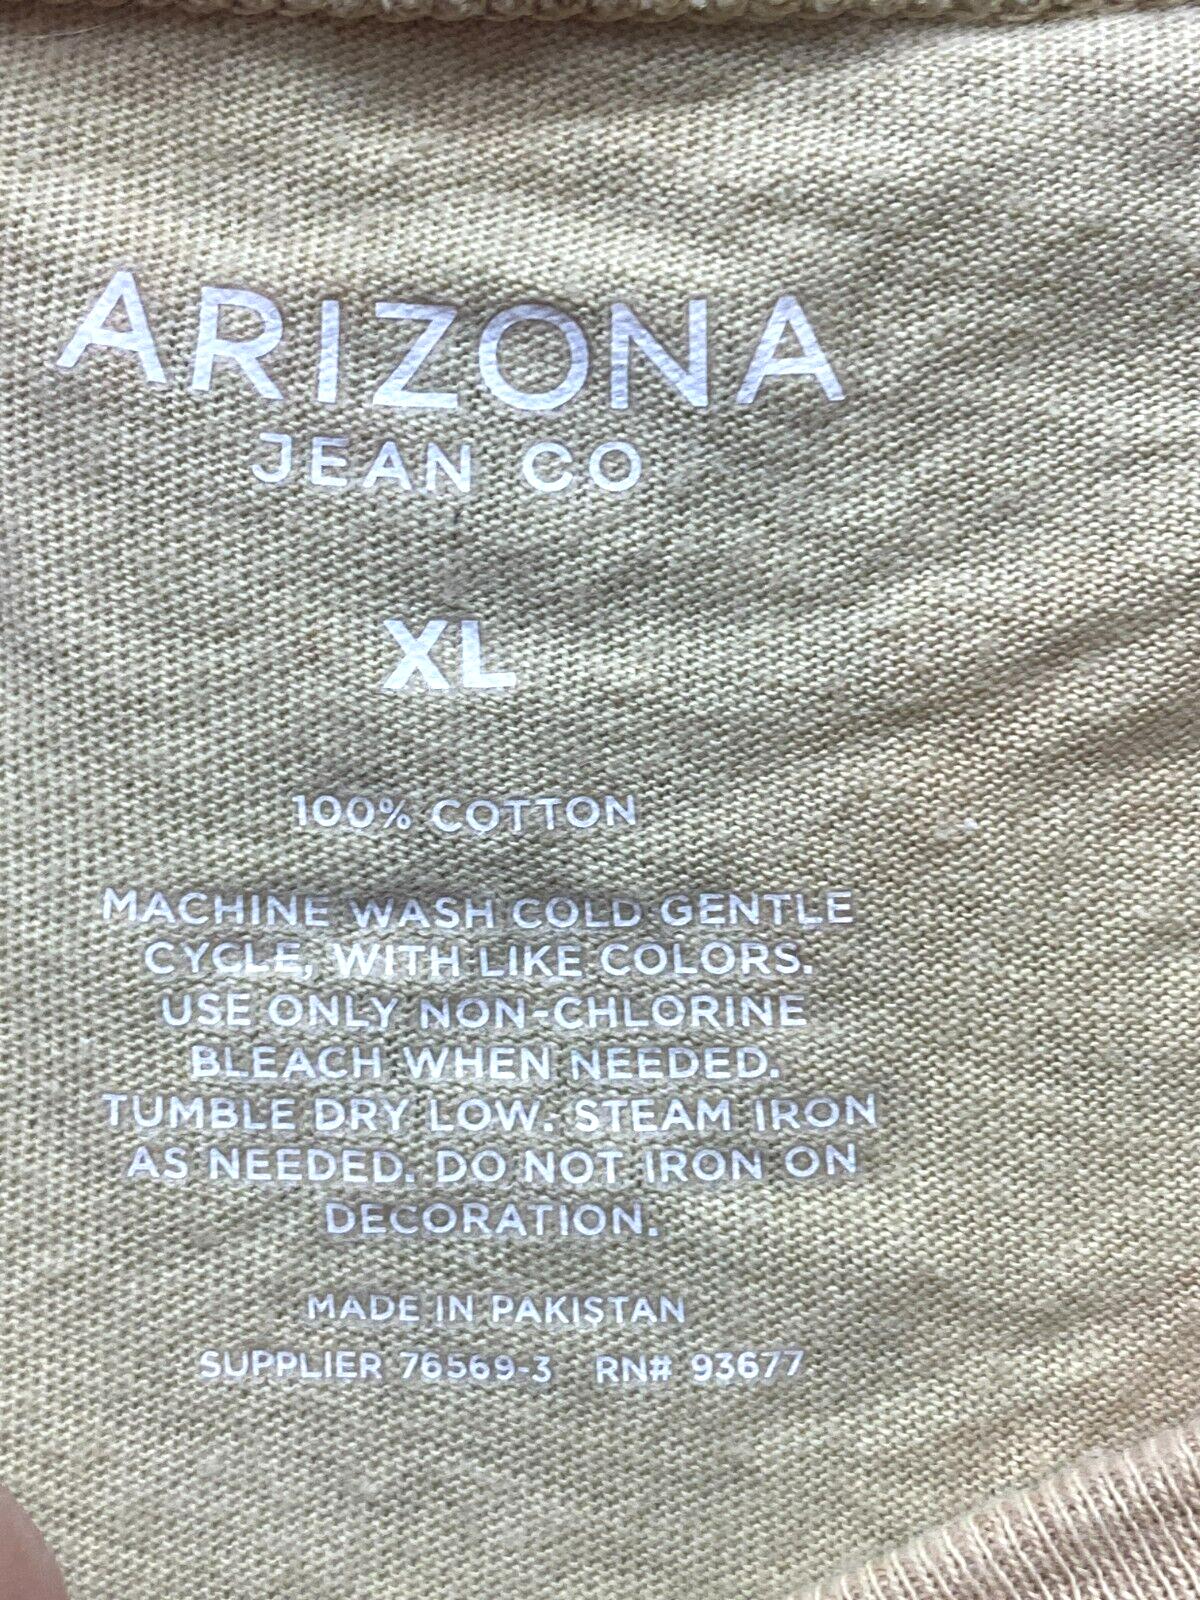 ARIZONA
JEAN CO
XL
100% COTTON
MACHINE WASH COLD GENTLE
CYCLE, WITH LIKE COLORS.
USE ONLY NON-CHLORINE
BLEACH WHEN NEEDED.
TUMBLE DRY LOW. STEAM IRON
AS NEEDED. DO NOT IRON ON
DECORATION.
MADE IN PAKISTAN
SUPPLIER 76569-3 RN# 93677